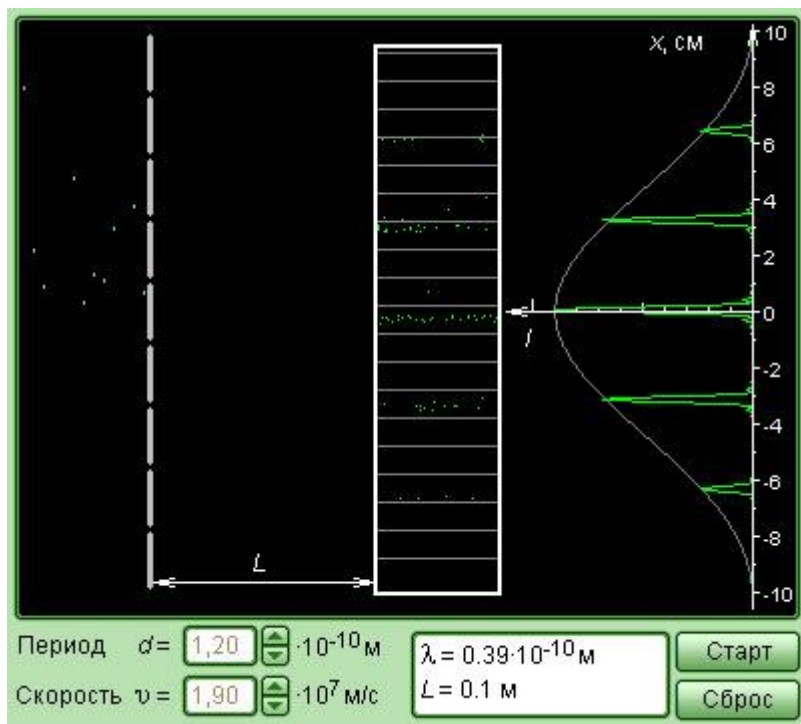 x, см
10
8
6
4
2
0
-2
-4
-6
-8
-10
I
L
Период d = 1,20 ·10⁻¹⁰ м
Скорость υ = 1,90 ·10⁷ м/с
λ = 0.39·10⁻¹⁰ м
L = 0.1 м
Старт
Сброс